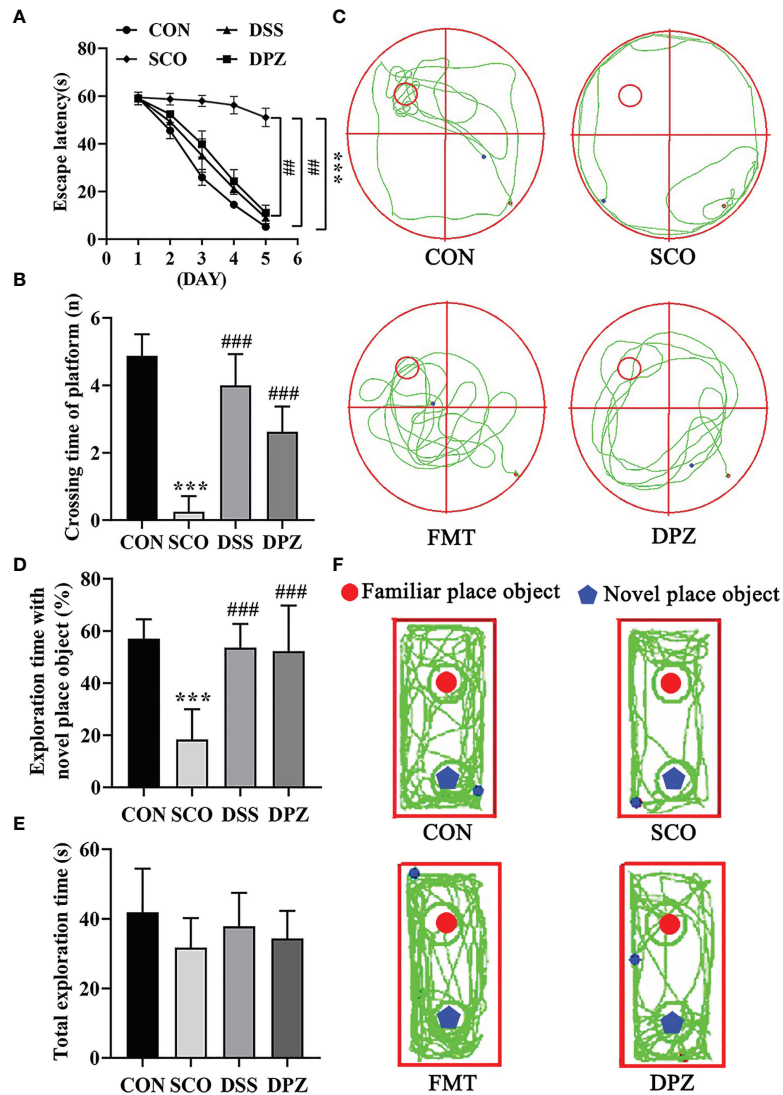 A
CON
DSS
SCO
DPZ
Escape latency(s)
80
60
40
20
0
0 1 2 3 4 5 6
(DAY)
##
##
***
B
Crossing time of platform (n)
6
4
2
0
***
###
###
CON SCO DSS DPZ
C
CON
SCO
FMT
DPZ
D
Exploration time with
novel place object (%)
80
60
40
20
0
***
###
###
CON SCO DSS DPZ
E
Total exploration time (s)
60
40
20
0
CON SCO DSS DPZ
F
Familiar place object
Novel place object
CON
SCO
FMT
DPZ